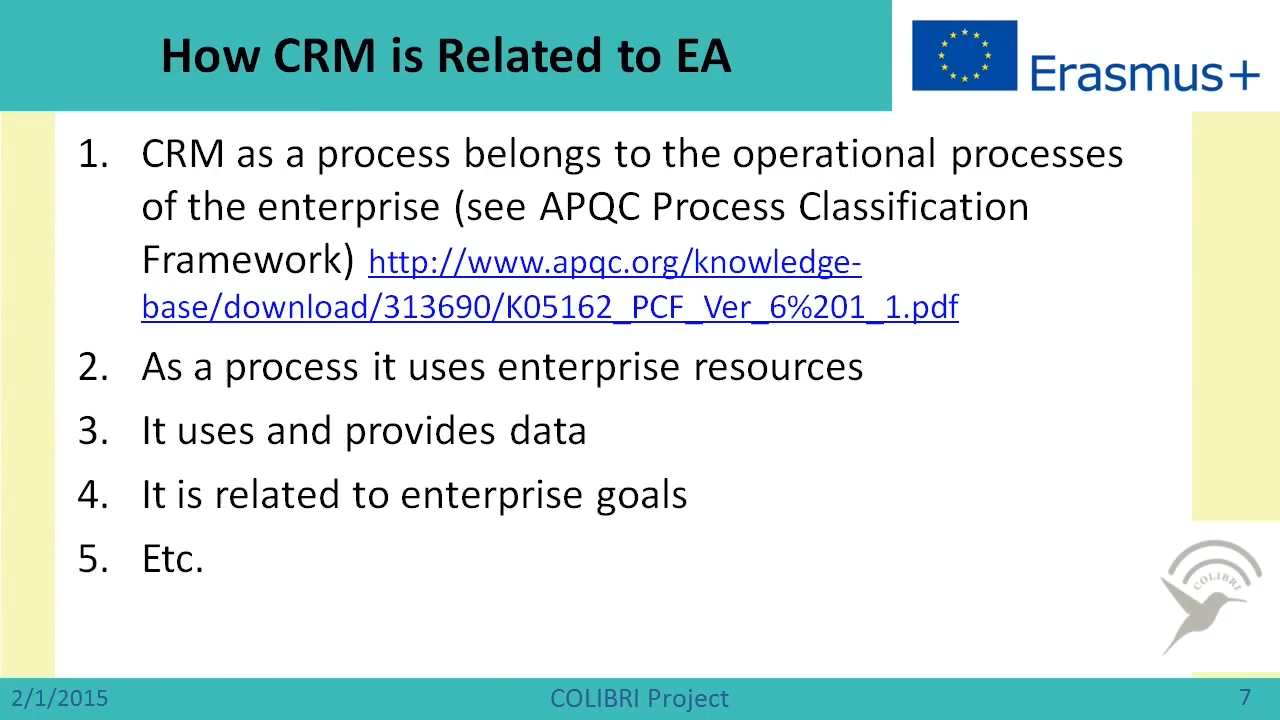 How CRM is Related to EA
Erasmus+
1. CRM as a process belongs to the operational processes
of the enterprise (see APQC Process Classification
Framework) http://www.apqc.org/knowledge-
base/download/313690/K05162_PCF_Ver_6%201_1.pdf
2. As a process it uses enterprise resources
3. It uses and provides data
4. It is related to enterprise goals
5. Etc.
COLIBRI
2/1/2015
COLIBRI Project
7